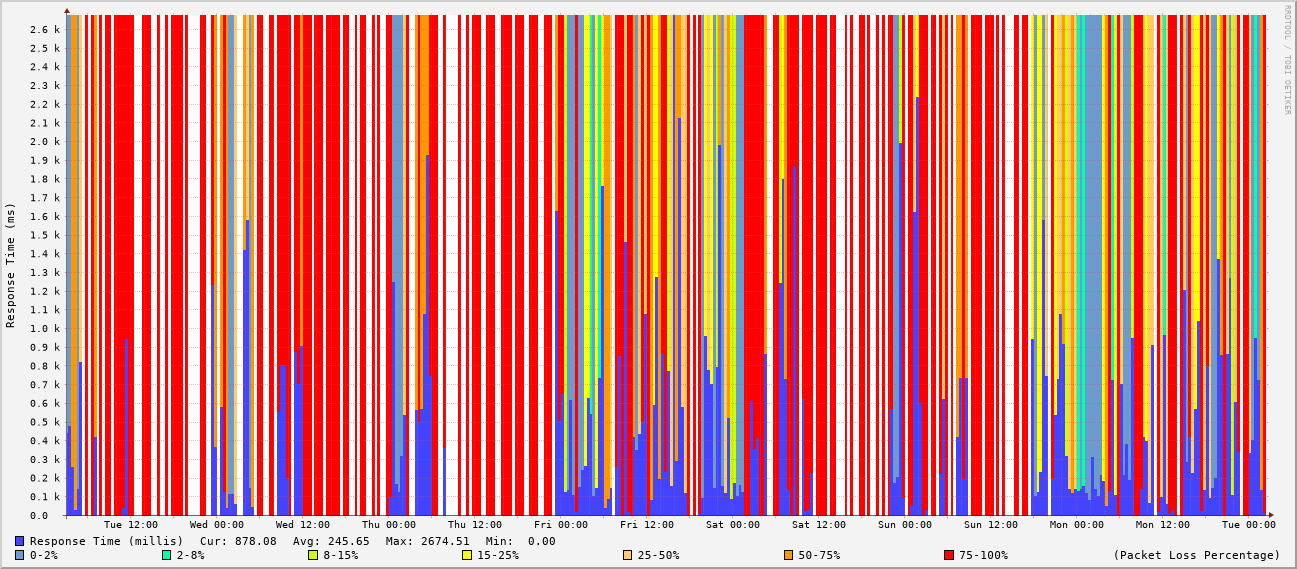 RRDTOOL / TOBI OETIKER
Response Time (ms)
2.6 k
2.5 k
2.4 k
2.3 k
2.2 k
2.1 k
2.0 k
1.9 k
1.8 k
1.7 k
1.6 k
1.5 k
1.4 k
1.3 k
1.2 k
1.1 k
1.0 k
0.9 k
0.8 k
0.7 k
0.6 k
0.5 k
0.4 k
0.3 k
0.2 k
0.1 k
0.0
Tue 12:00 Wed 00:00 Wed 12:00 Thu 00:00 Thu 12:00 Fri 00:00 Fri 12:00 Sat 00:00 Sat 12:00 Sun 00:00 Sun 12:00 Mon 00:00 Mon 12:00 Tue 00:00
Response Time (millis) Cur: 878.08 Avg: 245.65 Max: 2674.51 Min: 0.00
0-2% 2-8% 8-15% 15-25% 25-50% 50-75% 75-100% (Packet Loss Percentage)